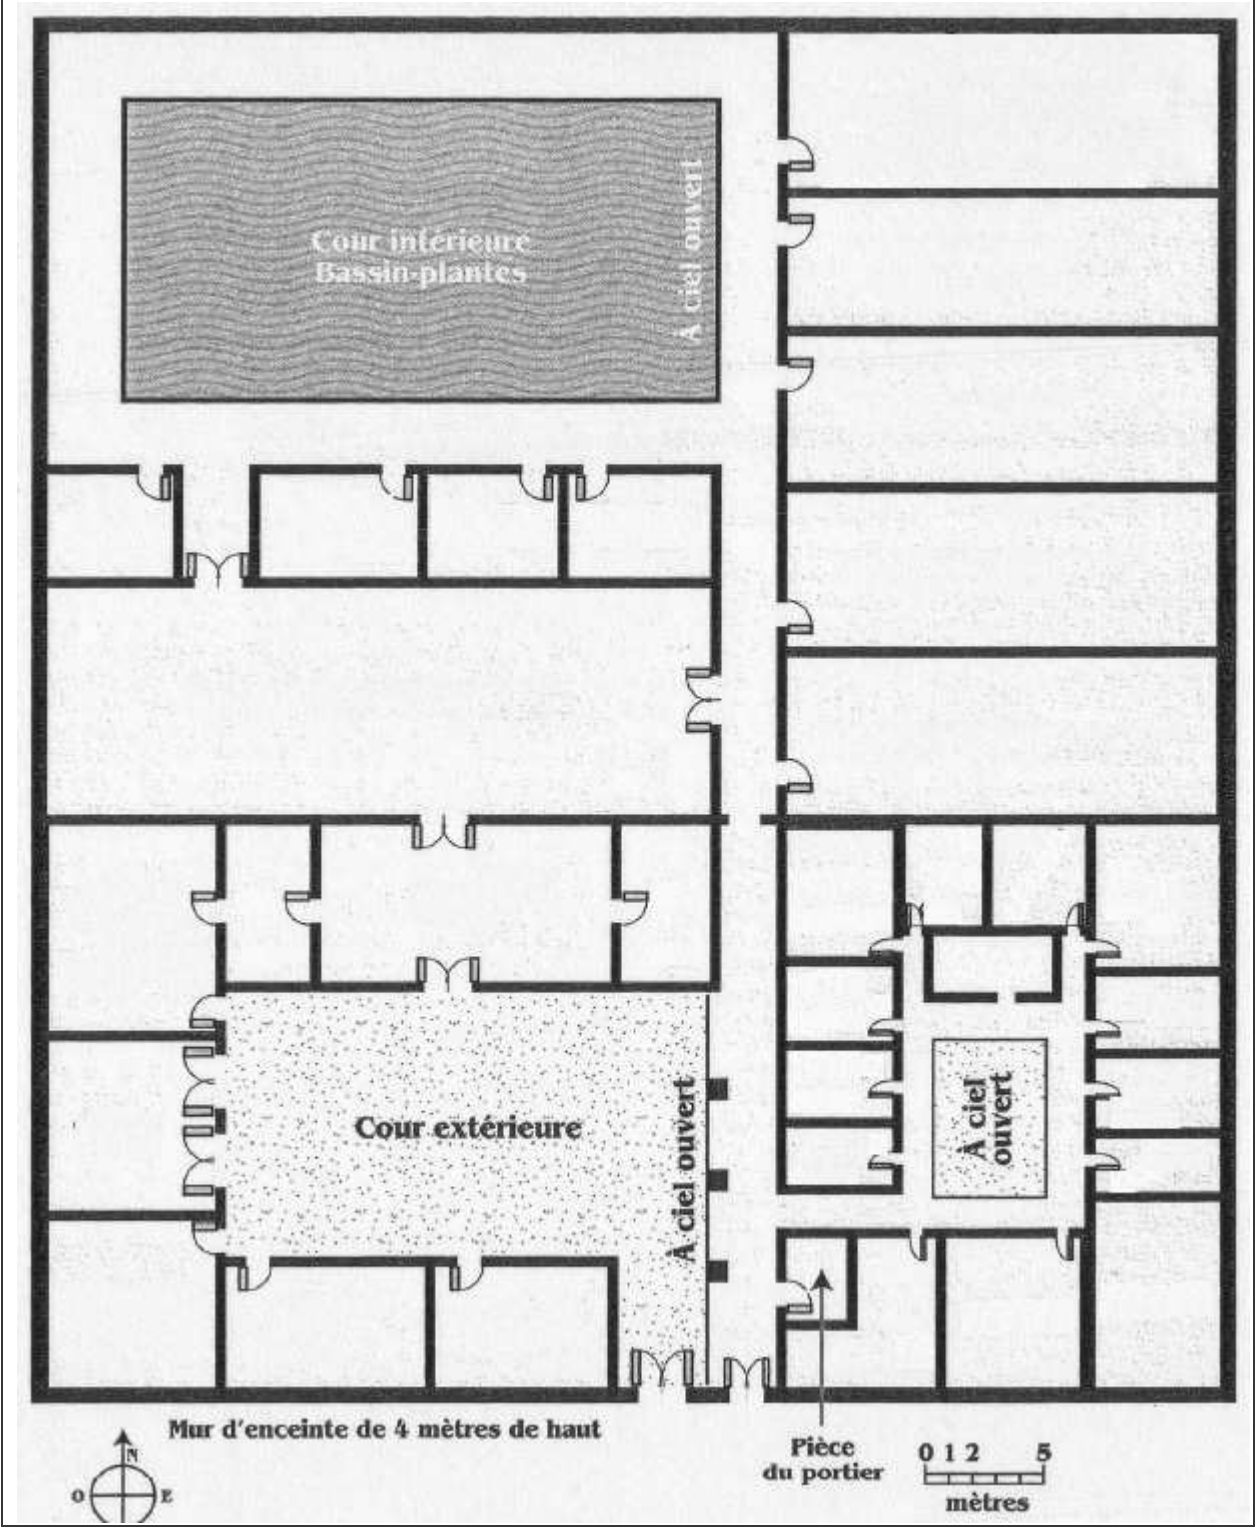 Cour intérieure
Bassin-plantes
À ciel ouvert
Cour extérieure
À ciel ouvert
À ciel
ouvert
Mur d'enceinte de 4 mètres de haut
N
O
E
Pièce
du portier
0 1 2 5
mètres